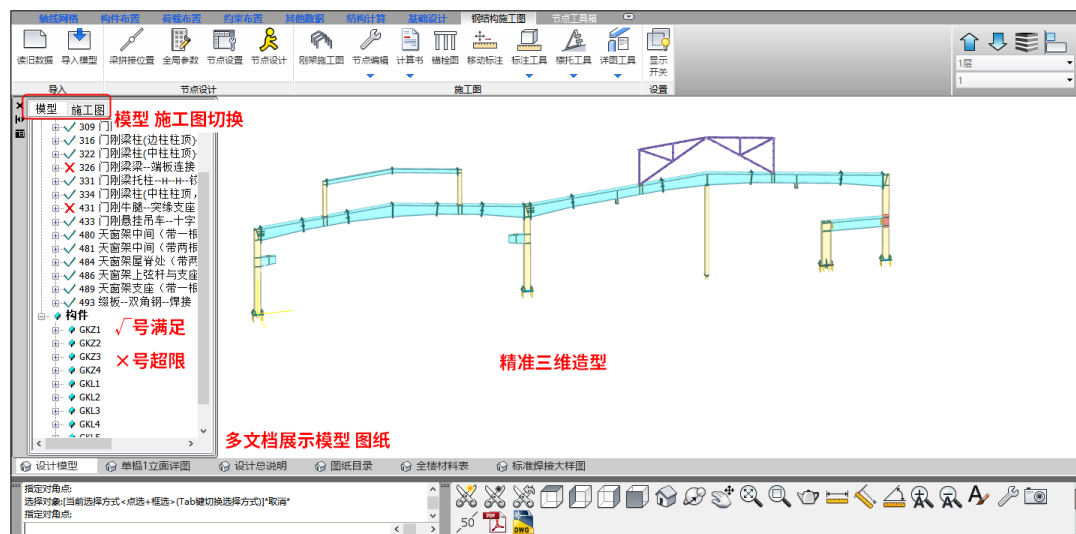 轴线网格 构件布置 荷载布置 约束布置 其他数据 结构计算 基础设计 钢结构施工图 节点工具箱
读旧数据 导入模型 梁拼接位置 全局参数 节点设置 节点设计 刚架施工图 节点编辑 计算书 锚栓图 移动标注 标注工具 檩托工具 详图工具 显示开关
导入 节点设计 施工图 设置
1层
1
模型 施工图
模型 施工图切换
309 门
316 门刚梁柱(边柱柱顶)
322 门刚梁柱(中柱柱顶)
326 门刚梁梁--端板连接
331 门刚梁托柱--H--H--铰
334 门刚梁柱(中柱柱顶，
431 门刚牛腿--突缘支座
433 门刚悬挂吊车--十字
480 天窗架中间（带一根
481 天窗架中间（带两根
484 天窗架屋脊处（带两
486 天窗架上弦杆与支座
489 天窗架支座（带一根
493 缀板--双角钢--焊接
构件
GKZ1
GKZ2
GKZ3
GKZ4
GKL1
GKL2
GKL3
GKL4
GKL5
√号满足
×号超限
精准三维造型
多文档展示模型 图纸
设计模型 单榀1立面详图 设计总说明 图纸目录 全楼材料表 标准焊接大样图
指定对角点:
选择对象:[当前选择方式<点选+框选>(Tab键切换选择方式)]*取消*
指定对角点:
50 PDF DWG